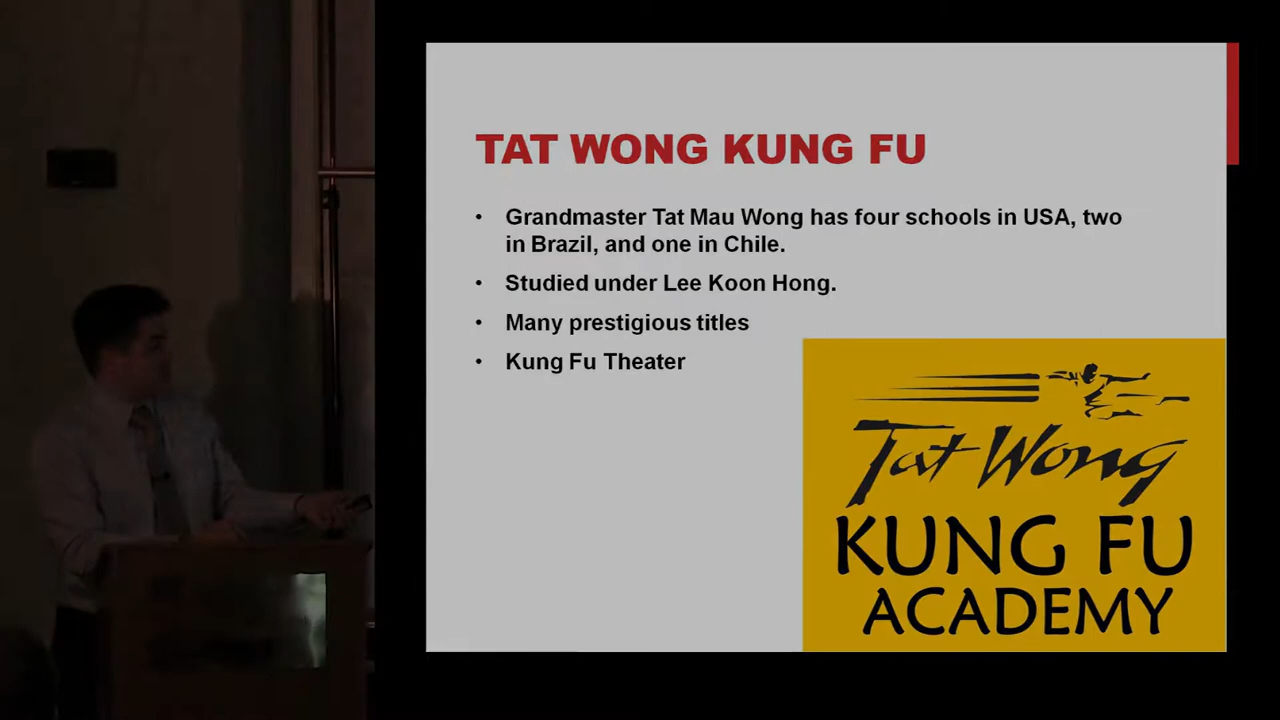 TAT WONG KUNG FU
• Grandmaster Tat Mau Wong has four schools in USA, two
in Brazil, and one in Chile.
• Studied under Lee Koon Hong.
• Many prestigious titles
• Kung Fu Theater
Tat Wong
KUNG FU
ACADEMY